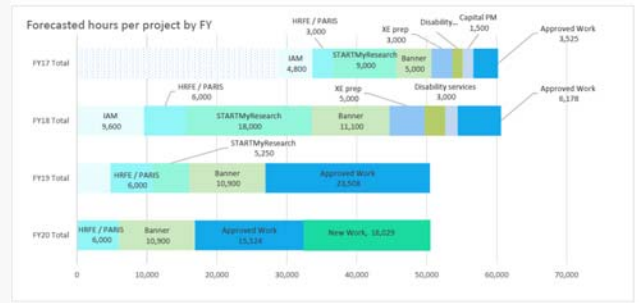 Forecasted hours per project by FY
HRFE / PARIS
3,000
XE prep
3,000
Disability...
Capital PM
1,500
Approved Work
3,525
FY17 Total
IAM
4,800
STARTMyResearch
9,000
Banner
5,000
HRFE / PARIS
6,000
XE prep
5,000
Disability services
3,000
Approved Work
6,178
FY18 Total
IAM
9,600
STARTMyResearch
18,000
Banner
11,100
STARTMyResearch
5,250
FY19 Total
HRFE / PARIS
6,000
Banner
10,900
Approved Work
23,508
FY20 Total
HRFE / PARIS
6,000
Banner
10,900
Approved Work
15,524
New Work, 18,029
0 10,000 20,000 30,000 40,000 50,000 60,000 70,000